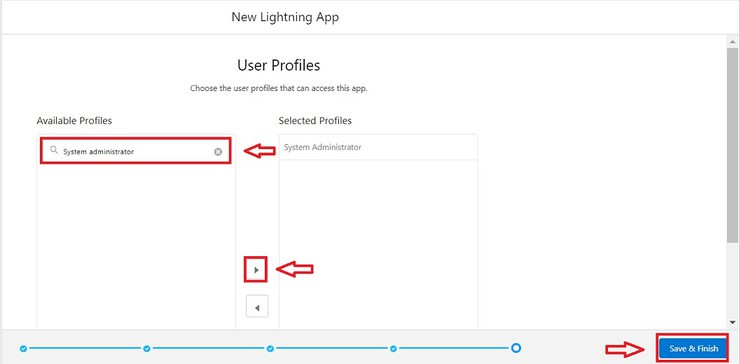 New Lightning App
User Profiles
Choose the user profiles that can access this app.
Available Profiles
Selected Profiles
System administrator
System Administrator
Save & Finish